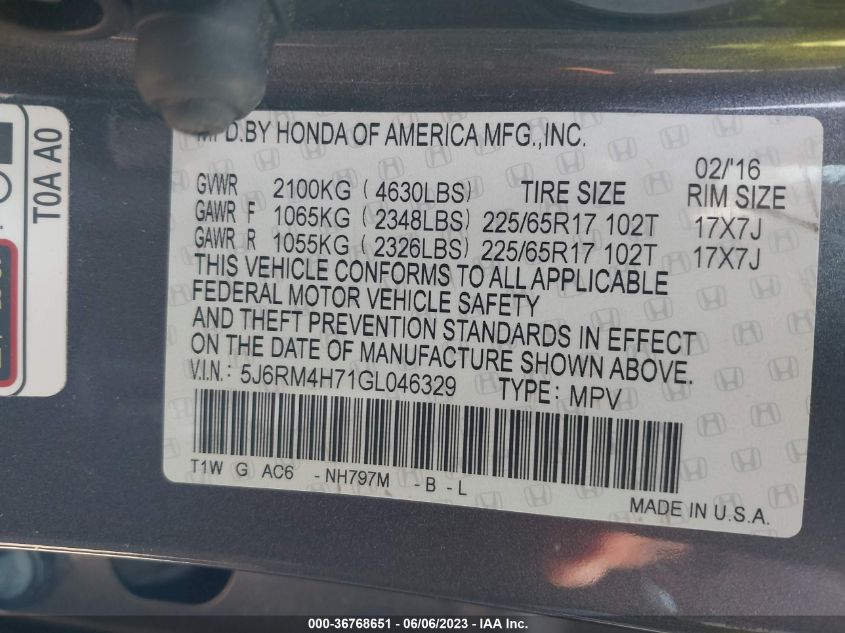 T0A A0
MFD.BY HONDA OF AMERICA MFG.,INC.
02/'16
GVWR 2100KG ( 4630LBS) TIRE SIZE RIM SIZE
GAWR F 1065KG ( 2348LBS) 225/65R17 102T 17X7J
GAWR R 1055KG ( 2326LBS) 225/65R17 102T 17X7J
THIS VEHICLE CONFORMS TO ALL APPLICABLE
FEDERAL MOTOR VEHICLE SAFETY
AND THEFT PREVENTION STANDARDS IN EFFECT
ON THE DATE OF MANUFACTURE SHOWN ABOVE.
V.I.N.: 5J6RM4H71GL046329 TYPE: MPV
T1W G AC6 -NH797M -B -L
MADE IN U.S.A.
000-36768651 - 06/06/2023 - IAA